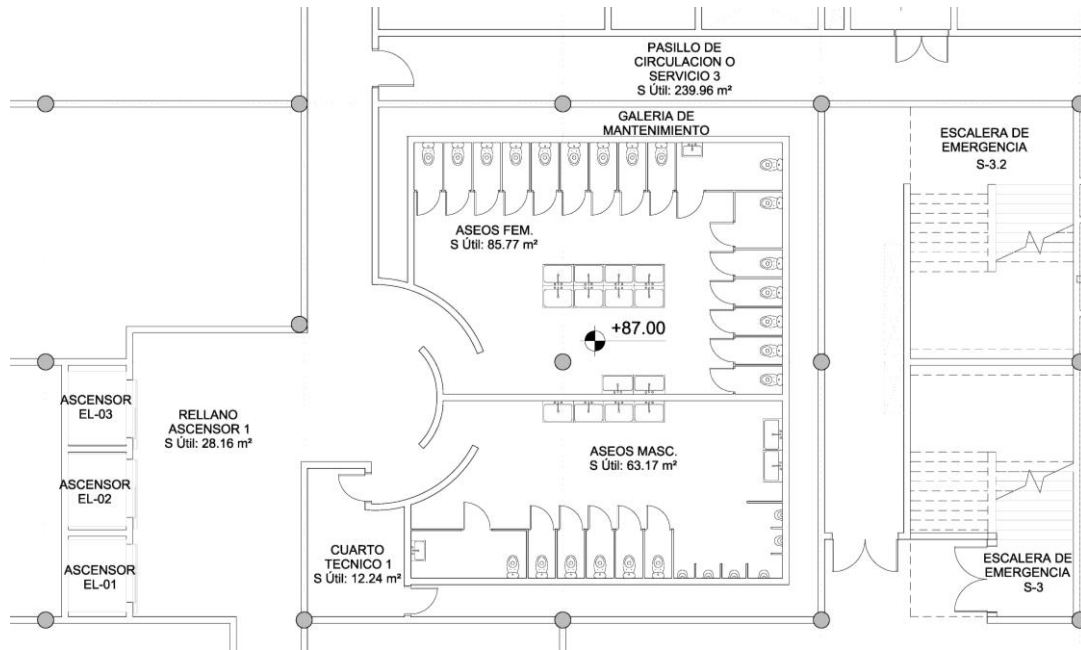 PASILLO DE
CIRCULACION O
SERVICIO 3
S Útil: 239.96 m²
GALERIA DE
MANTENIMIENTO
ESCALERA DE
EMERGENCIA
S-3.2
ASEOS FEM.
S Útil: 85.77 m²
+87.00
ASCENSOR
EL-03
RELLANO
ASCENSOR 1
S Útil: 28.16 m²
ASEOS MASC.
S Útil: 63.17 m²
ASCENSOR
EL-02
CUARTO
TECNICO 1
S Útil: 12.24 m²
ASCENSOR
EL-01
ESCALERA DE
EMERGENCIA
S-3